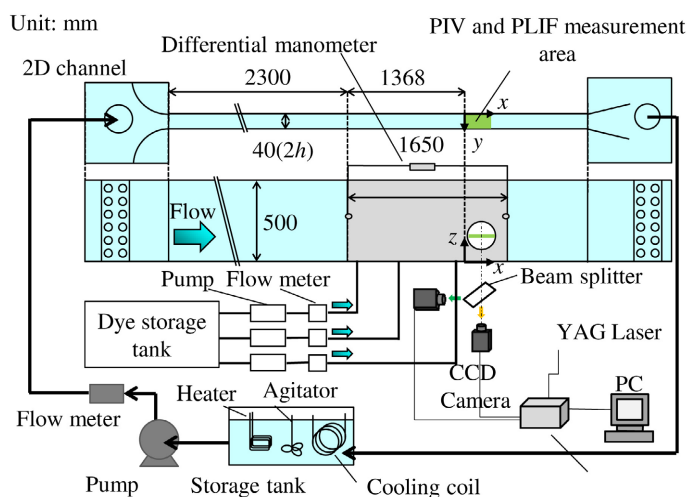 Unit: mm
PIV and PLIF measurement
area
Differential manometer
2D channel
2300
1368
x
y
40(2h)
1650
Flow
500
z
x
Pump
Flow meter
Beam splitter
Dye storage
tank
YAG Laser
CCD
Camera
PC
Heater
Agitator
Flow meter
Pump
Storage tank
Cooling coil